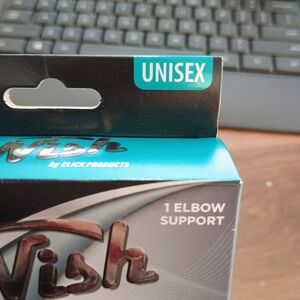 UNISEX
Vish
by CLICK PRODUCTS
1 ELBOW
SUPPORT
Vish